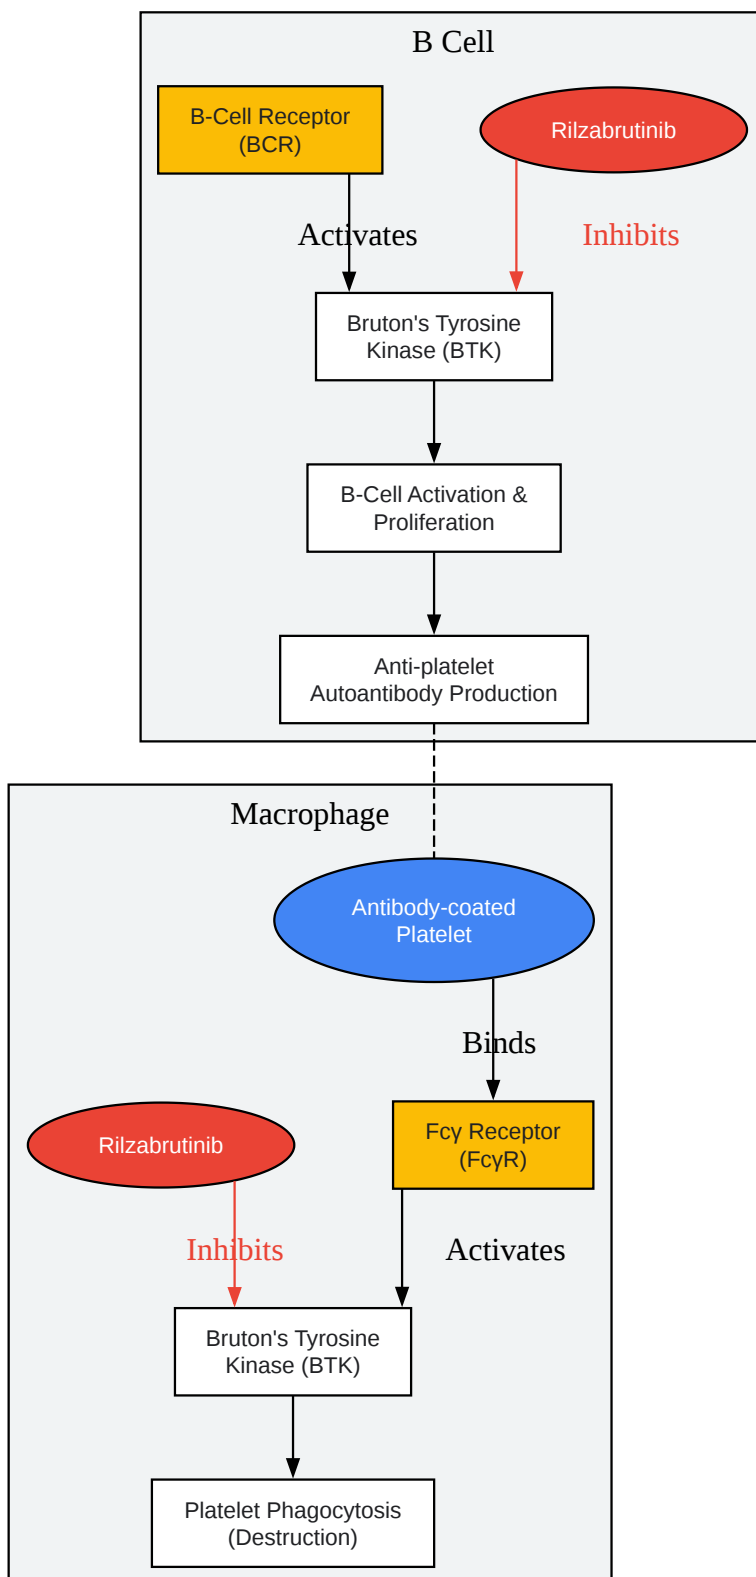 B Cell
B-Cell Receptor
(BCR)
Rilzabrutinib
Activates
Inhibits
Bruton's Tyrosine
Kinase (BTK)
B-Cell Activation &
Proliferation
Anti-platelet
Autoantibody Production
Macrophage
Antibody-coated
Platelet
Binds
Rilzabrutinib
Fcγ Receptor
(FcγR)
Inhibits
Activates
Bruton's Tyrosine
Kinase (BTK)
Platelet Phagocytosis
(Destruction)